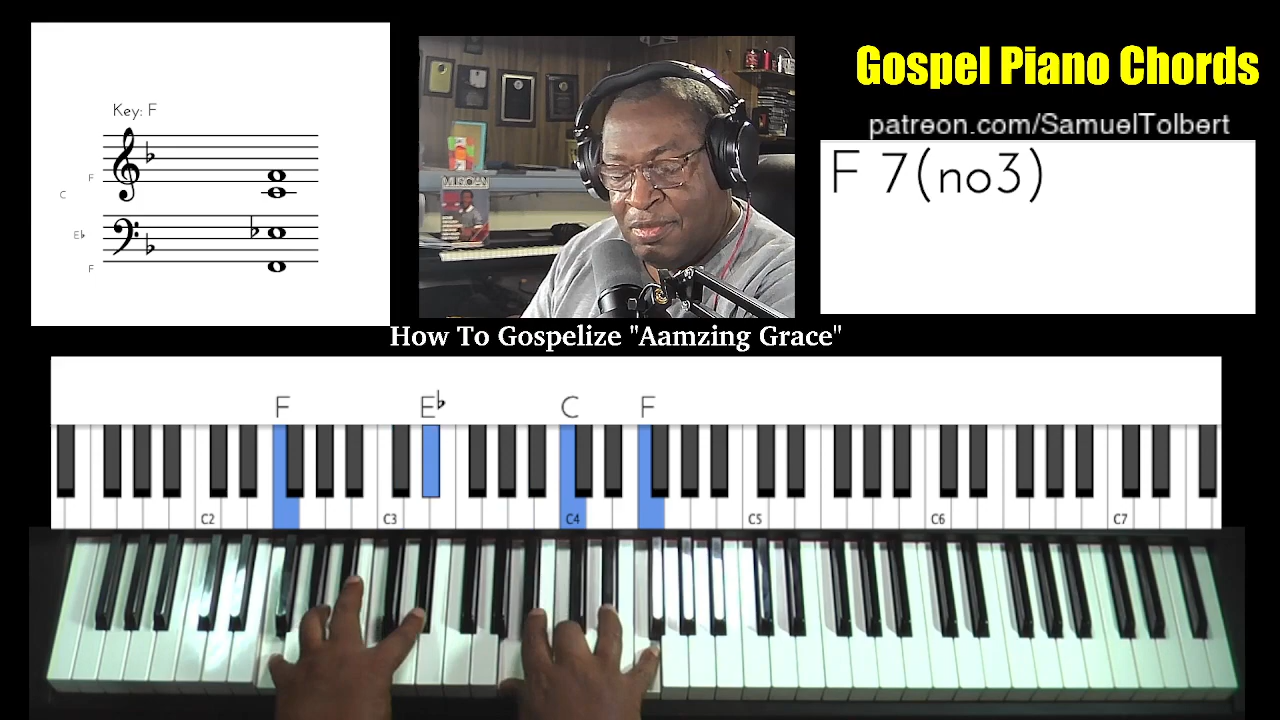 Key: F
F
C
E♭
F
MUSICIAN
Gospel Piano Chords
patreon.com/SamuelTolbert
F 7(no3)
How To Gospelize "Aamzing Grace"
F E♭ C F
C2 C3 C4 C5 C6 C7